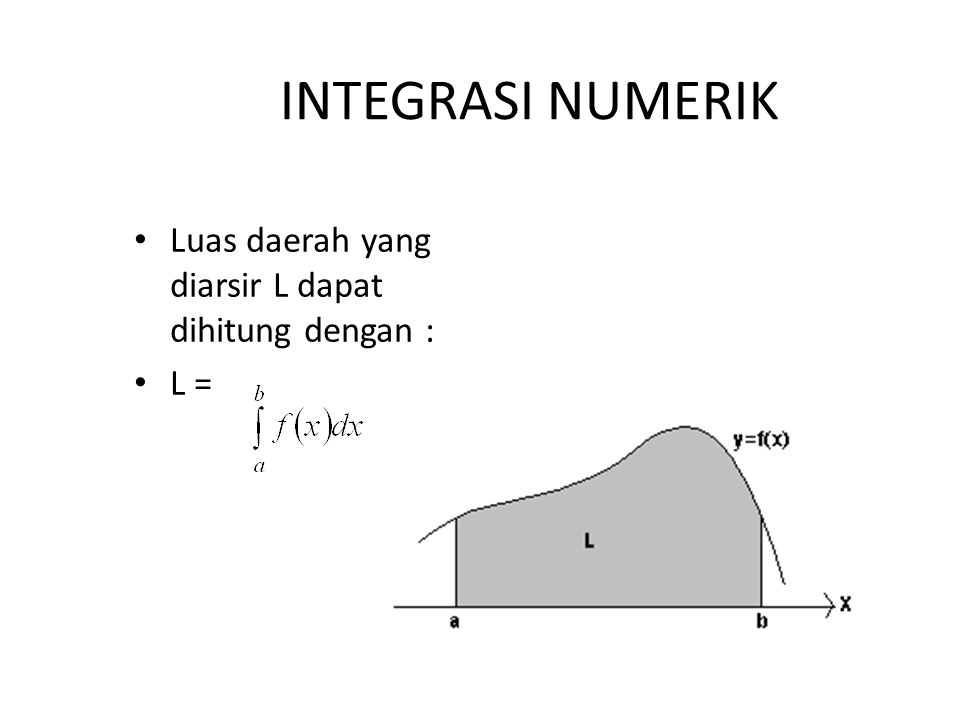 INTEGRASI NUMERIK
• Luas daerah yang
diarsir L dapat
dihitung dengan :
• L =
b
∫ f(x)dx
a
y=f(x)
L
X
a
b